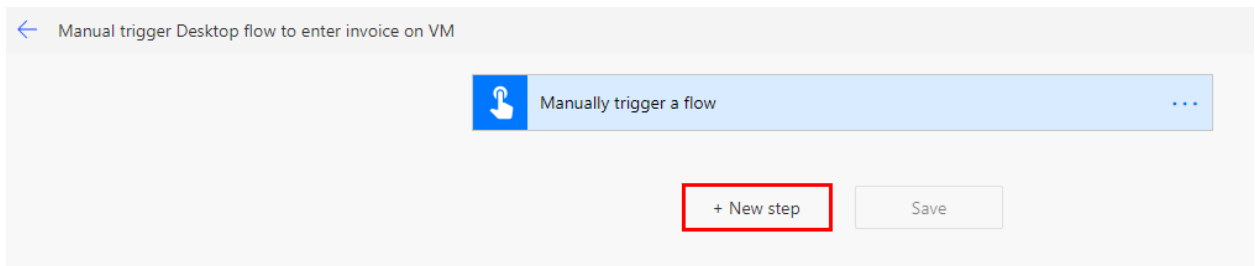 Manual trigger Desktop flow to enter invoice on VM
Manually trigger a flow
+ New step
Save